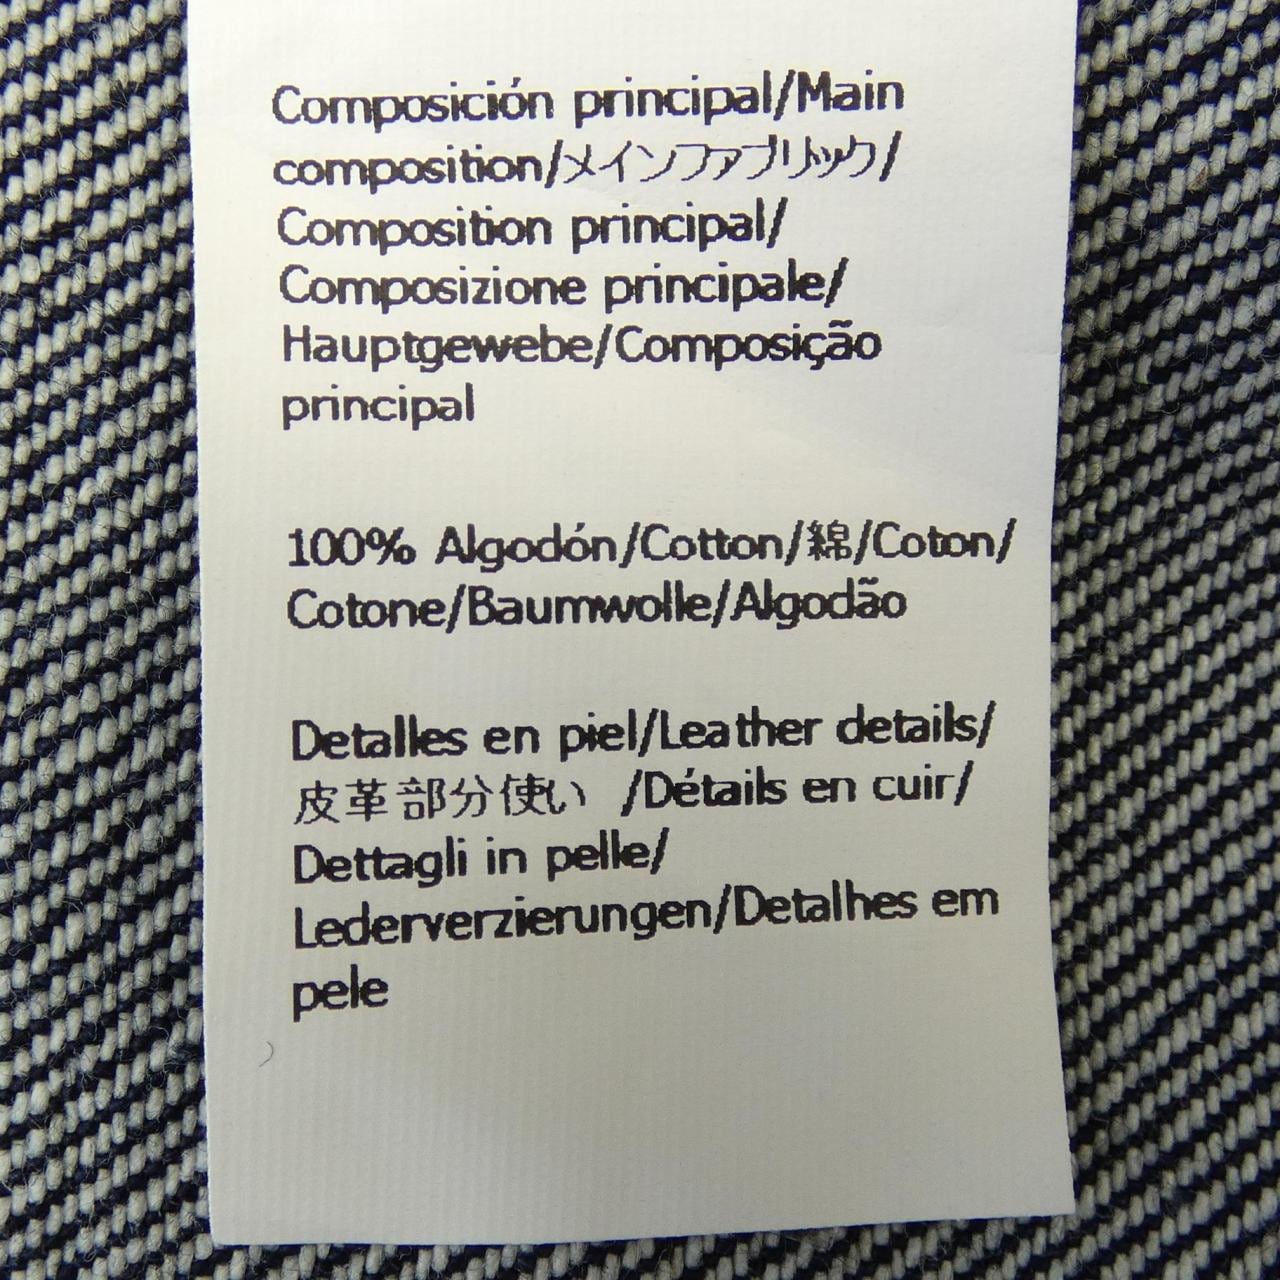 Composición principal/Main
composition/メインファブリック/
Composition principal/
Composizione principale/
Hauptgewebe/Composição
principal
100% Algodón/Cotton/綿/Coton/
Cotone/Baumwolle/Algodão
Detalles en piel/Leather details/
皮革部分使い /Détails en cuir/
Dettagli in pelle/
Lederverzierungen/Detalhes em
pele